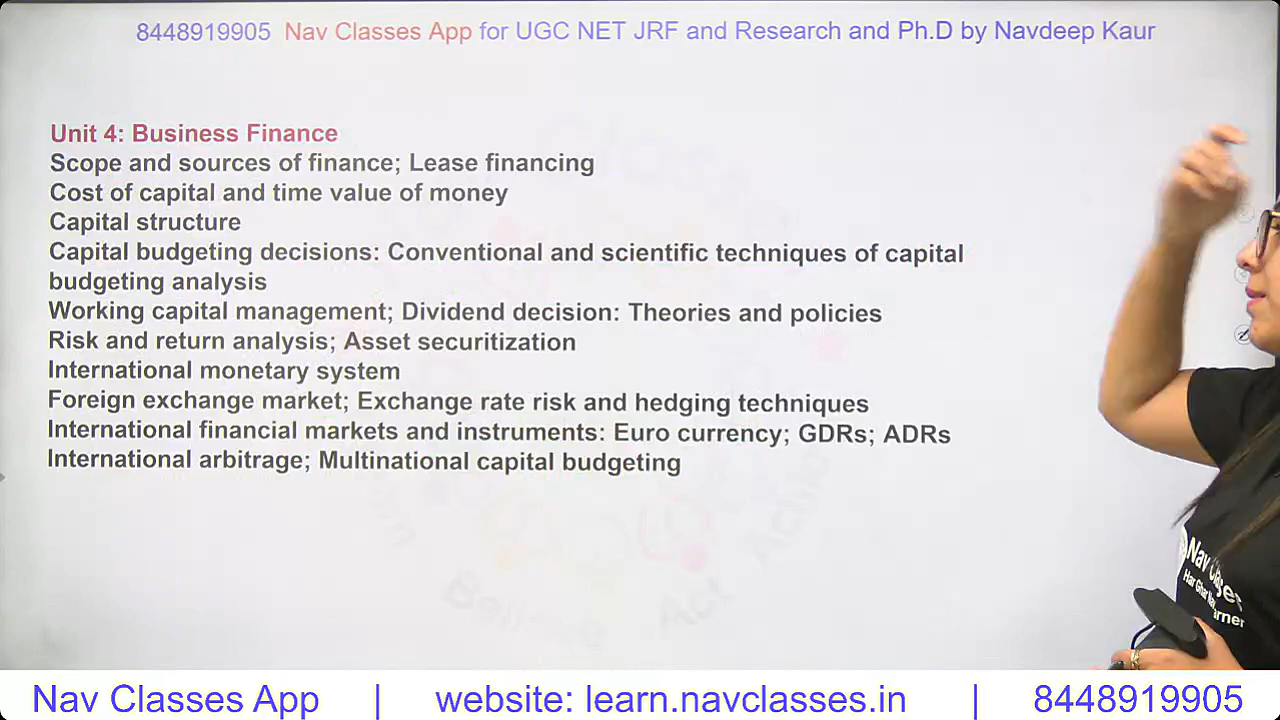 8448919905 Nav Classes App for UGC NET JRF and Research and Ph.D by Navdeep Kaur
Unit 4: Business Finance
Scope and sources of finance; Lease financing
Cost of capital and time value of money
Capital structure
Capital budgeting decisions: Conventional and scientific techniques of capital
budgeting analysis
Working capital management; Dividend decision: Theories and policies
Risk and return analysis; Asset securitization
International monetary system
Foreign exchange market; Exchange rate risk and hedging techniques
International financial markets and instruments: Euro currency; GDRs; ADRs
International arbitrage; Multinational capital budgeting
Nav
Har Ghar
Nav Classes App | website: learn.navclasses.in | 8448919905